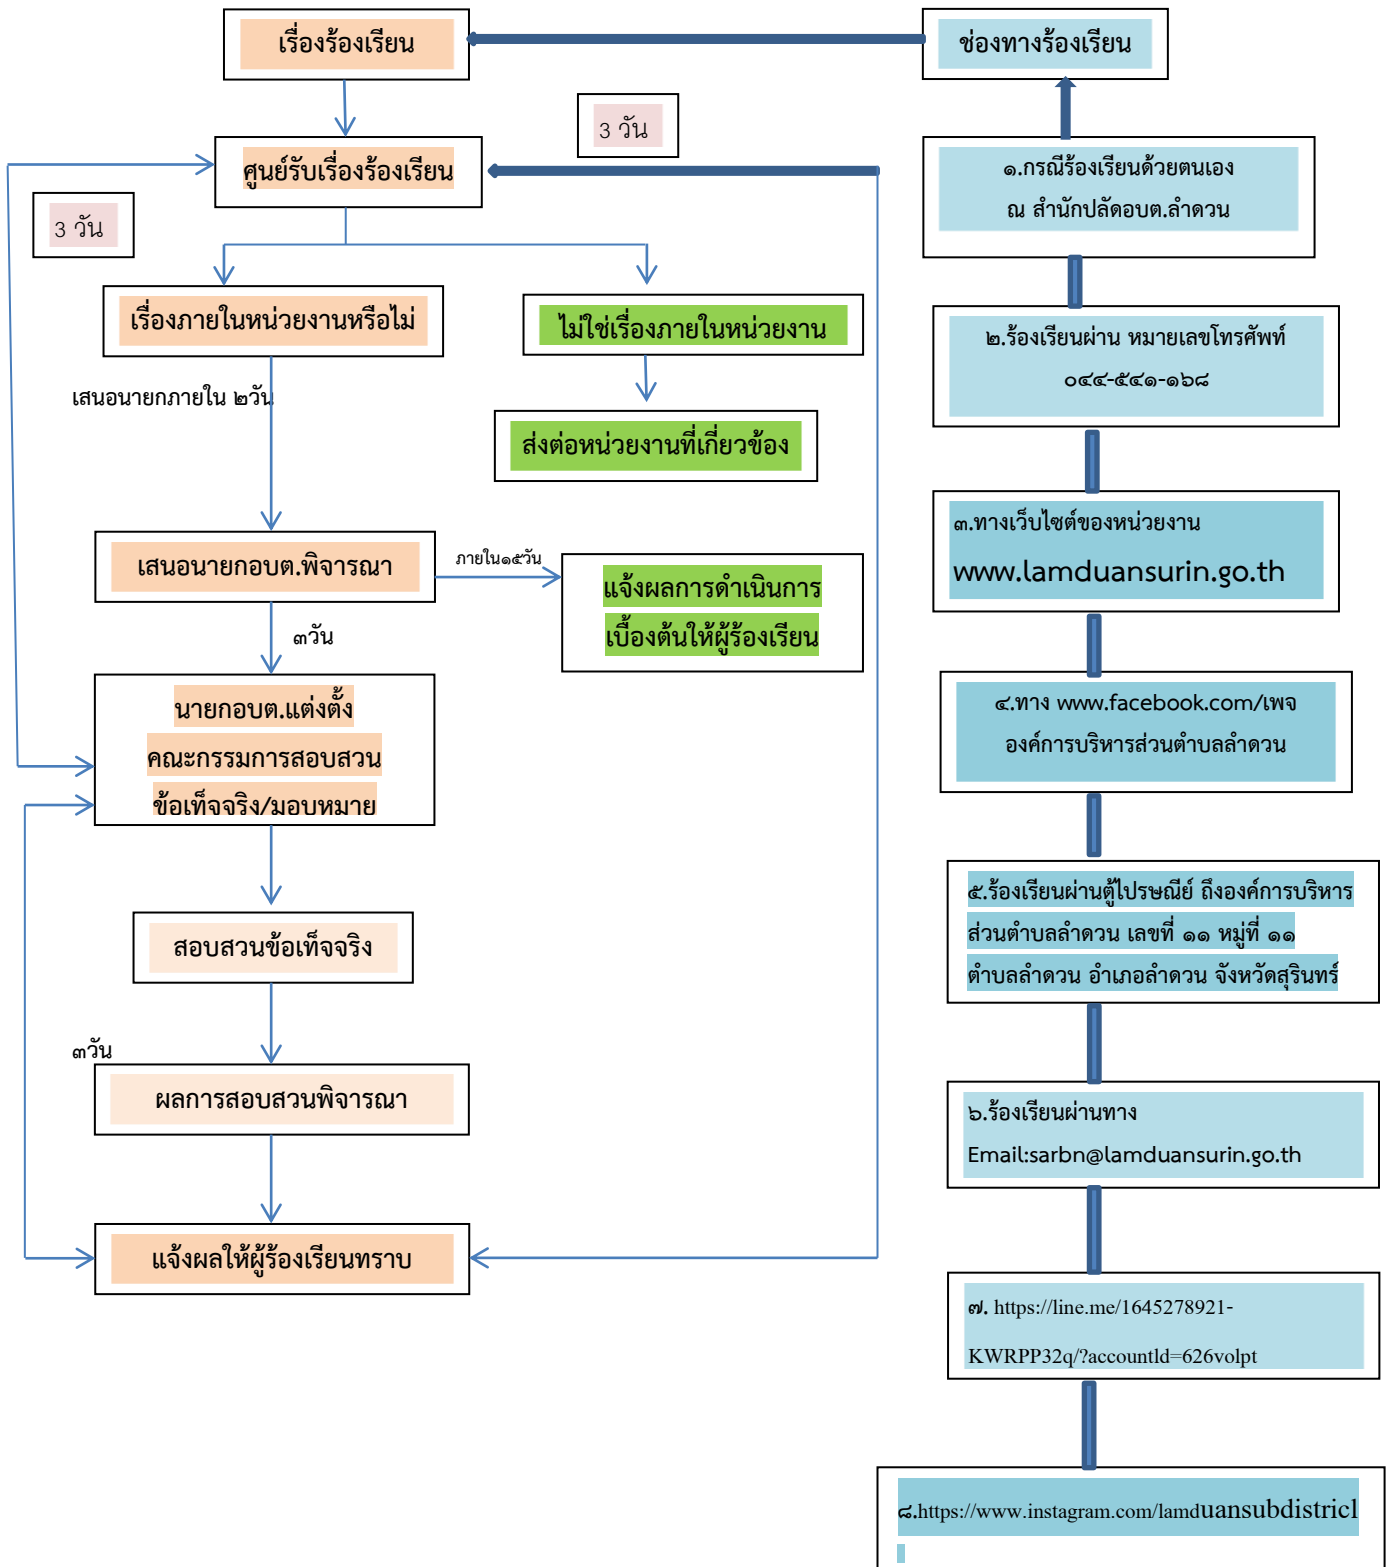 เรื่องร้องเรียน
ช่องทางร้องเรียน
3 วัน
ศูนย์รับเรื่องร้องเรียน
3 วัน
เรื่องภายในหน่วยงานหรือไม่
ไม่ใช่เรื่องภายในหน่วยงาน
เสนอนายกภายใน ๒วัน
ส่งต่อหน่วยงานที่เกี่ยวข้อง
เสนอนายกอบต.พิจารณา
ภายใน๑๕วัน
แจ้งผลการดำเนินการ
เบื้องต้นให้ผู้ร้องเรียน
๓วัน
นายกอบต.แต่งตั้ง
คณะกรรมการสอบสวน
ข้อเท็จจริง/มอบหมาย
สอบสวนข้อเท็จจริง
๓วัน
ผลการสอบสวนพิจารณา
แจ้งผลให้ผู้ร้องเรียนทราบ
๑.กรณีร้องเรียนด้วยตนเอง
ณ สำนักปลัดอบต.ลำดวน
๒.ร้องเรียนผ่าน หมายเลขโทรศัพท์
๐๔๔-๕๔๑-๑๖๘
๓.ทางเว็บไซต์ของหน่วยงาน
www.lamduansurin.go.th
๔.ทาง www.facebook.com/เพจ
องค์การบริหารส่วนตำบลลำดวน
๕.ร้องเรียนผ่านตู้ไปรษณีย์ ถึงองค์การบริหาร
ส่วนตำบลลำดวน เลขที่ ๑๑ หมู่ที่ ๑๑
ตำบลลำดวน อำเภอลำดวน จังหวัดสุรินทร์
๖.ร้องเรียนผ่านทาง
Email:sarbn@lamduansurin.go.th
๗. https://line.me/1645278921-
KWRPP32q/?accountld=626volpt
๘.https://www.instagram.com/lamduansubdistricl